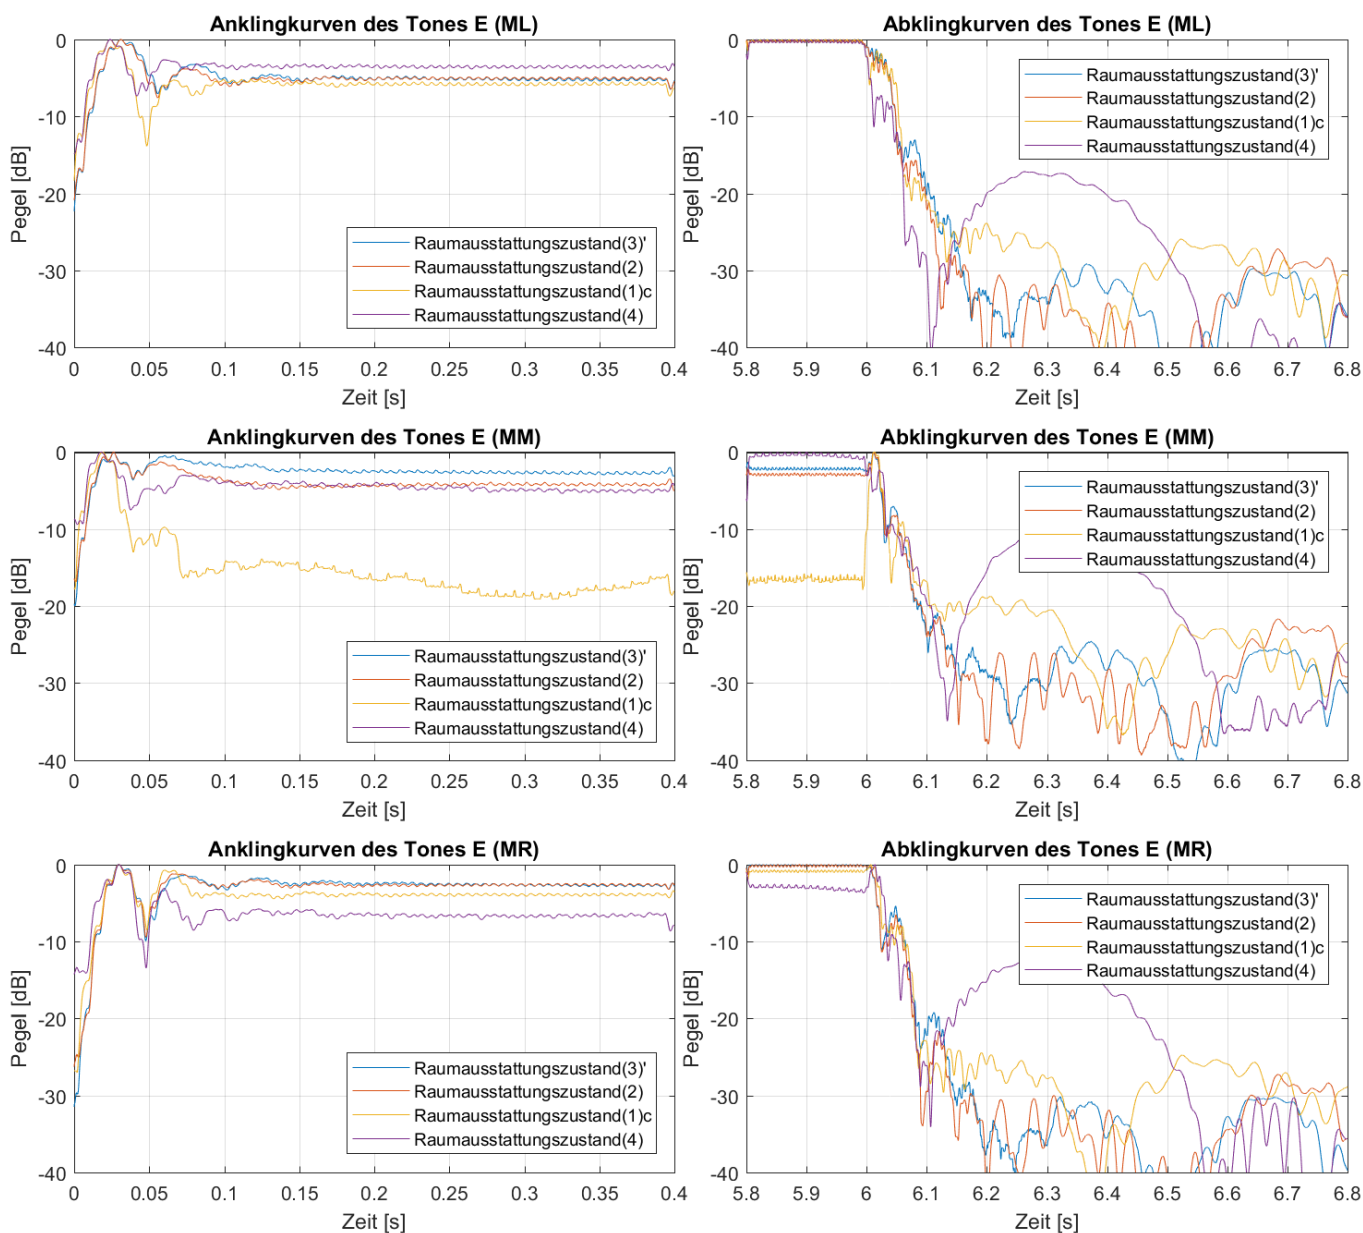 Anklingkurven des Tones E (ML)
Pegel [dB]
0
-10
-20
-30
-40
Raumausstattungszustand(3)'
Raumausstattungszustand(2)
Raumausstattungszustand(1)c
Raumausstattungszustand(4)
0 0.05 0.1 0.15 0.2 0.25 0.3 0.35 0.4
Zeit [s]
Abklingkurven des Tones E (ML)
Pegel [dB]
0
-10
-20
-30
-40
Raumausstattungszustand(3)'
Raumausstattungszustand(2)
Raumausstattungszustand(1)c
Raumausstattungszustand(4)
5.8 5.9 6 6.1 6.2 6.3 6.4 6.5 6.6 6.7 6.8
Zeit [s]
Anklingkurven des Tones E (MM)
Pegel [dB]
0
-10
-20
-30
-40
Raumausstattungszustand(3)'
Raumausstattungszustand(2)
Raumausstattungszustand(1)c
Raumausstattungszustand(4)
0 0.05 0.1 0.15 0.2 0.25 0.3 0.35 0.4
Zeit [s]
Abklingkurven des Tones E (MM)
Pegel [dB]
0
-10
-20
-30
-40
Raumausstattungszustand(3)'
Raumausstattungszustand(2)
Raumausstattungszustand(1)c
Raumausstattungszustand(4)
5.8 5.9 6 6.1 6.2 6.3 6.4 6.5 6.6 6.7 6.8
Zeit [s]
Anklingkurven des Tones E (MR)
Pegel [dB]
0
-10
-20
-30
-40
Raumausstattungszustand(3)'
Raumausstattungszustand(2)
Raumausstattungszustand(1)c
Raumausstattungszustand(4)
0 0.05 0.1 0.15 0.2 0.25 0.3 0.35 0.4
Zeit [s]
Abklingkurven des Tones E (MR)
Pegel [dB]
0
-10
-20
-30
-40
Raumausstattungszustand(3)'
Raumausstattungszustand(2)
Raumausstattungszustand(1)c
Raumausstattungszustand(4)
5.8 5.9 6 6.1 6.2 6.3 6.4 6.5 6.6 6.7 6.8
Zeit [s]